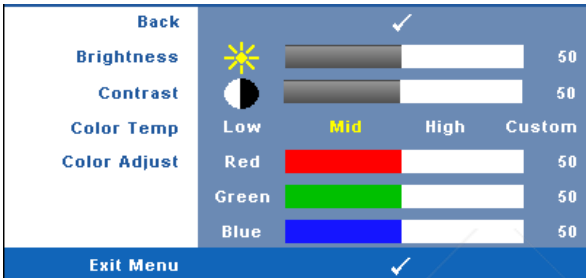 Back
Brightness 50
Contrast 50
Color Temp Low Mid High Custom
Color Adjust Red 50
Green 50
Blue 50
Exit Menu